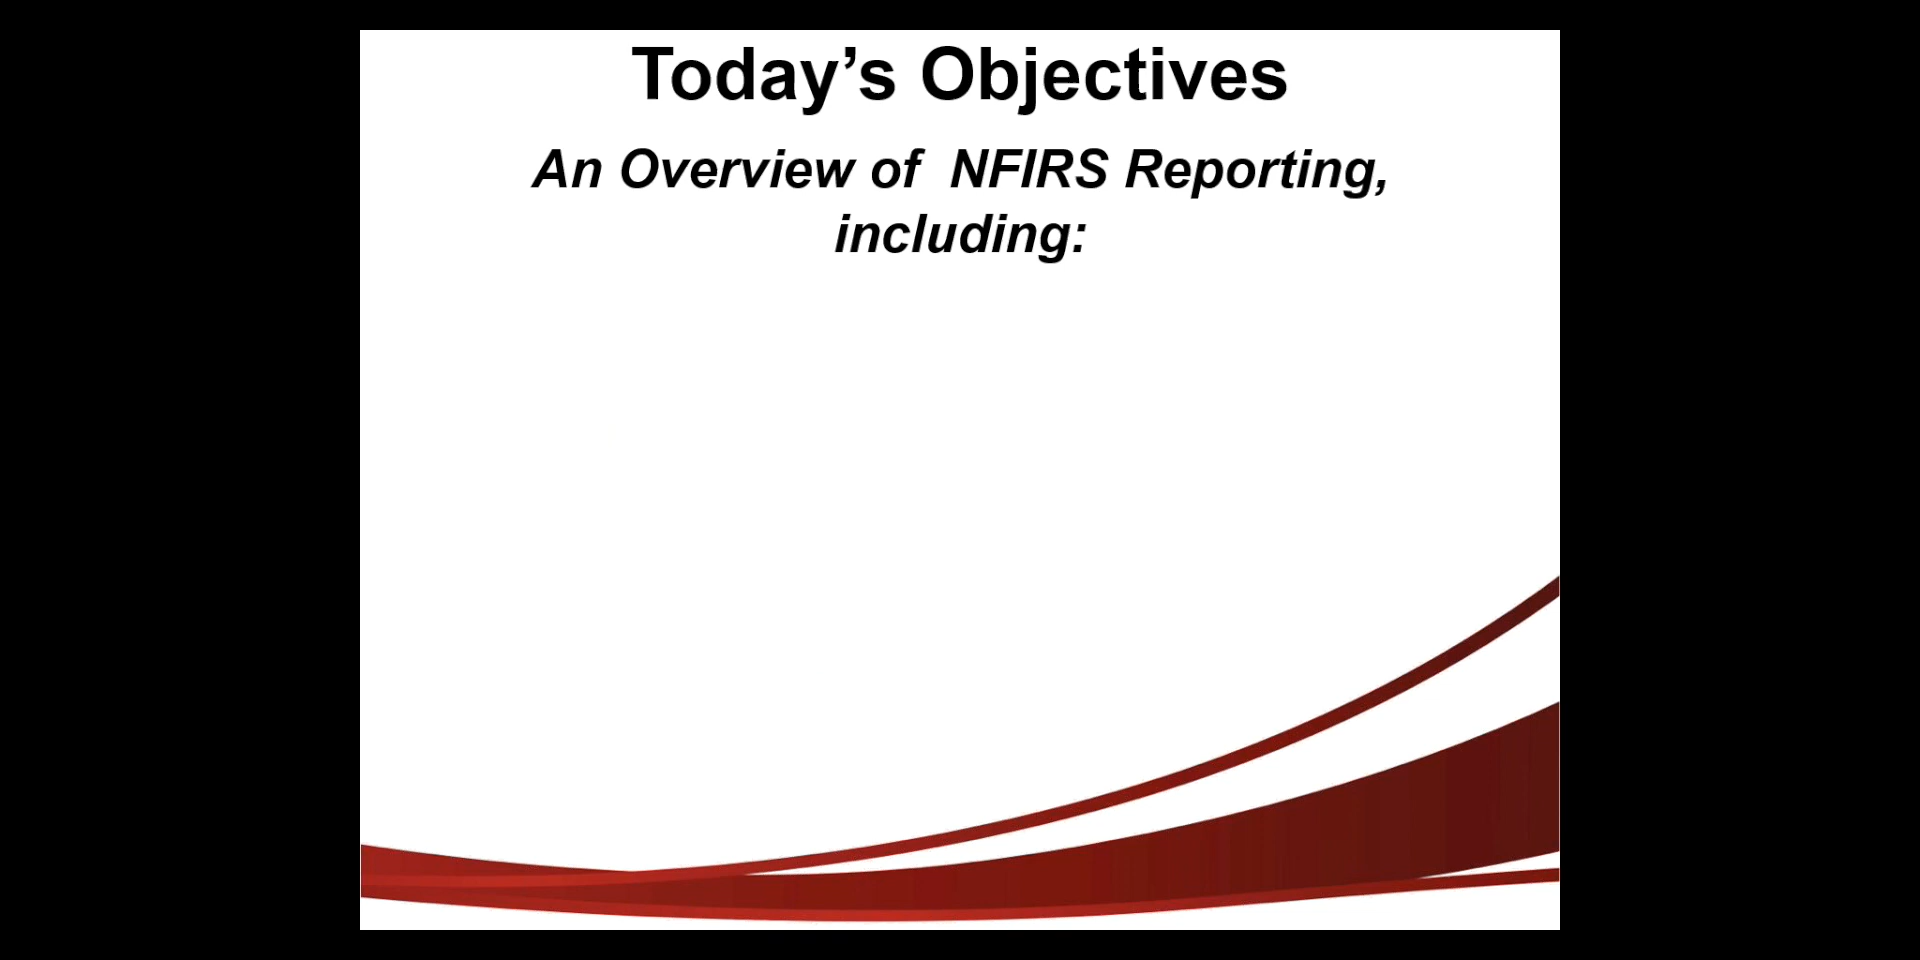 Today’s Objectives
An Overview of  NFIRS Reporting,
including: